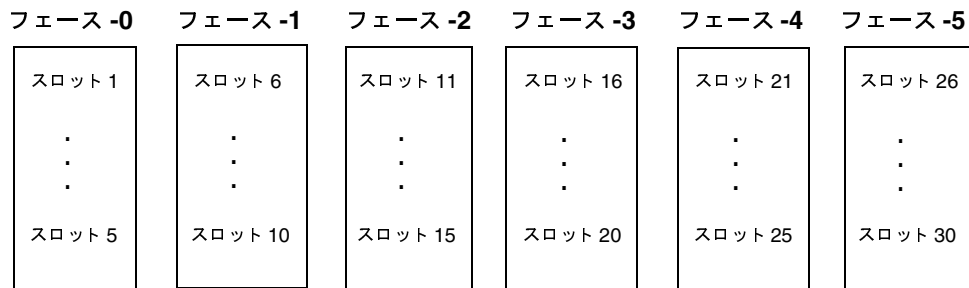 フェース -0 フェース -1 フェース -2 フェース -3 フェース -4 フェース -5
スロット 1 スロット 6 スロット 11 スロット 16 スロット 21 スロット 26
スロット 5 スロット 10 スロット 15 スロット 20 スロット 25 スロット 30